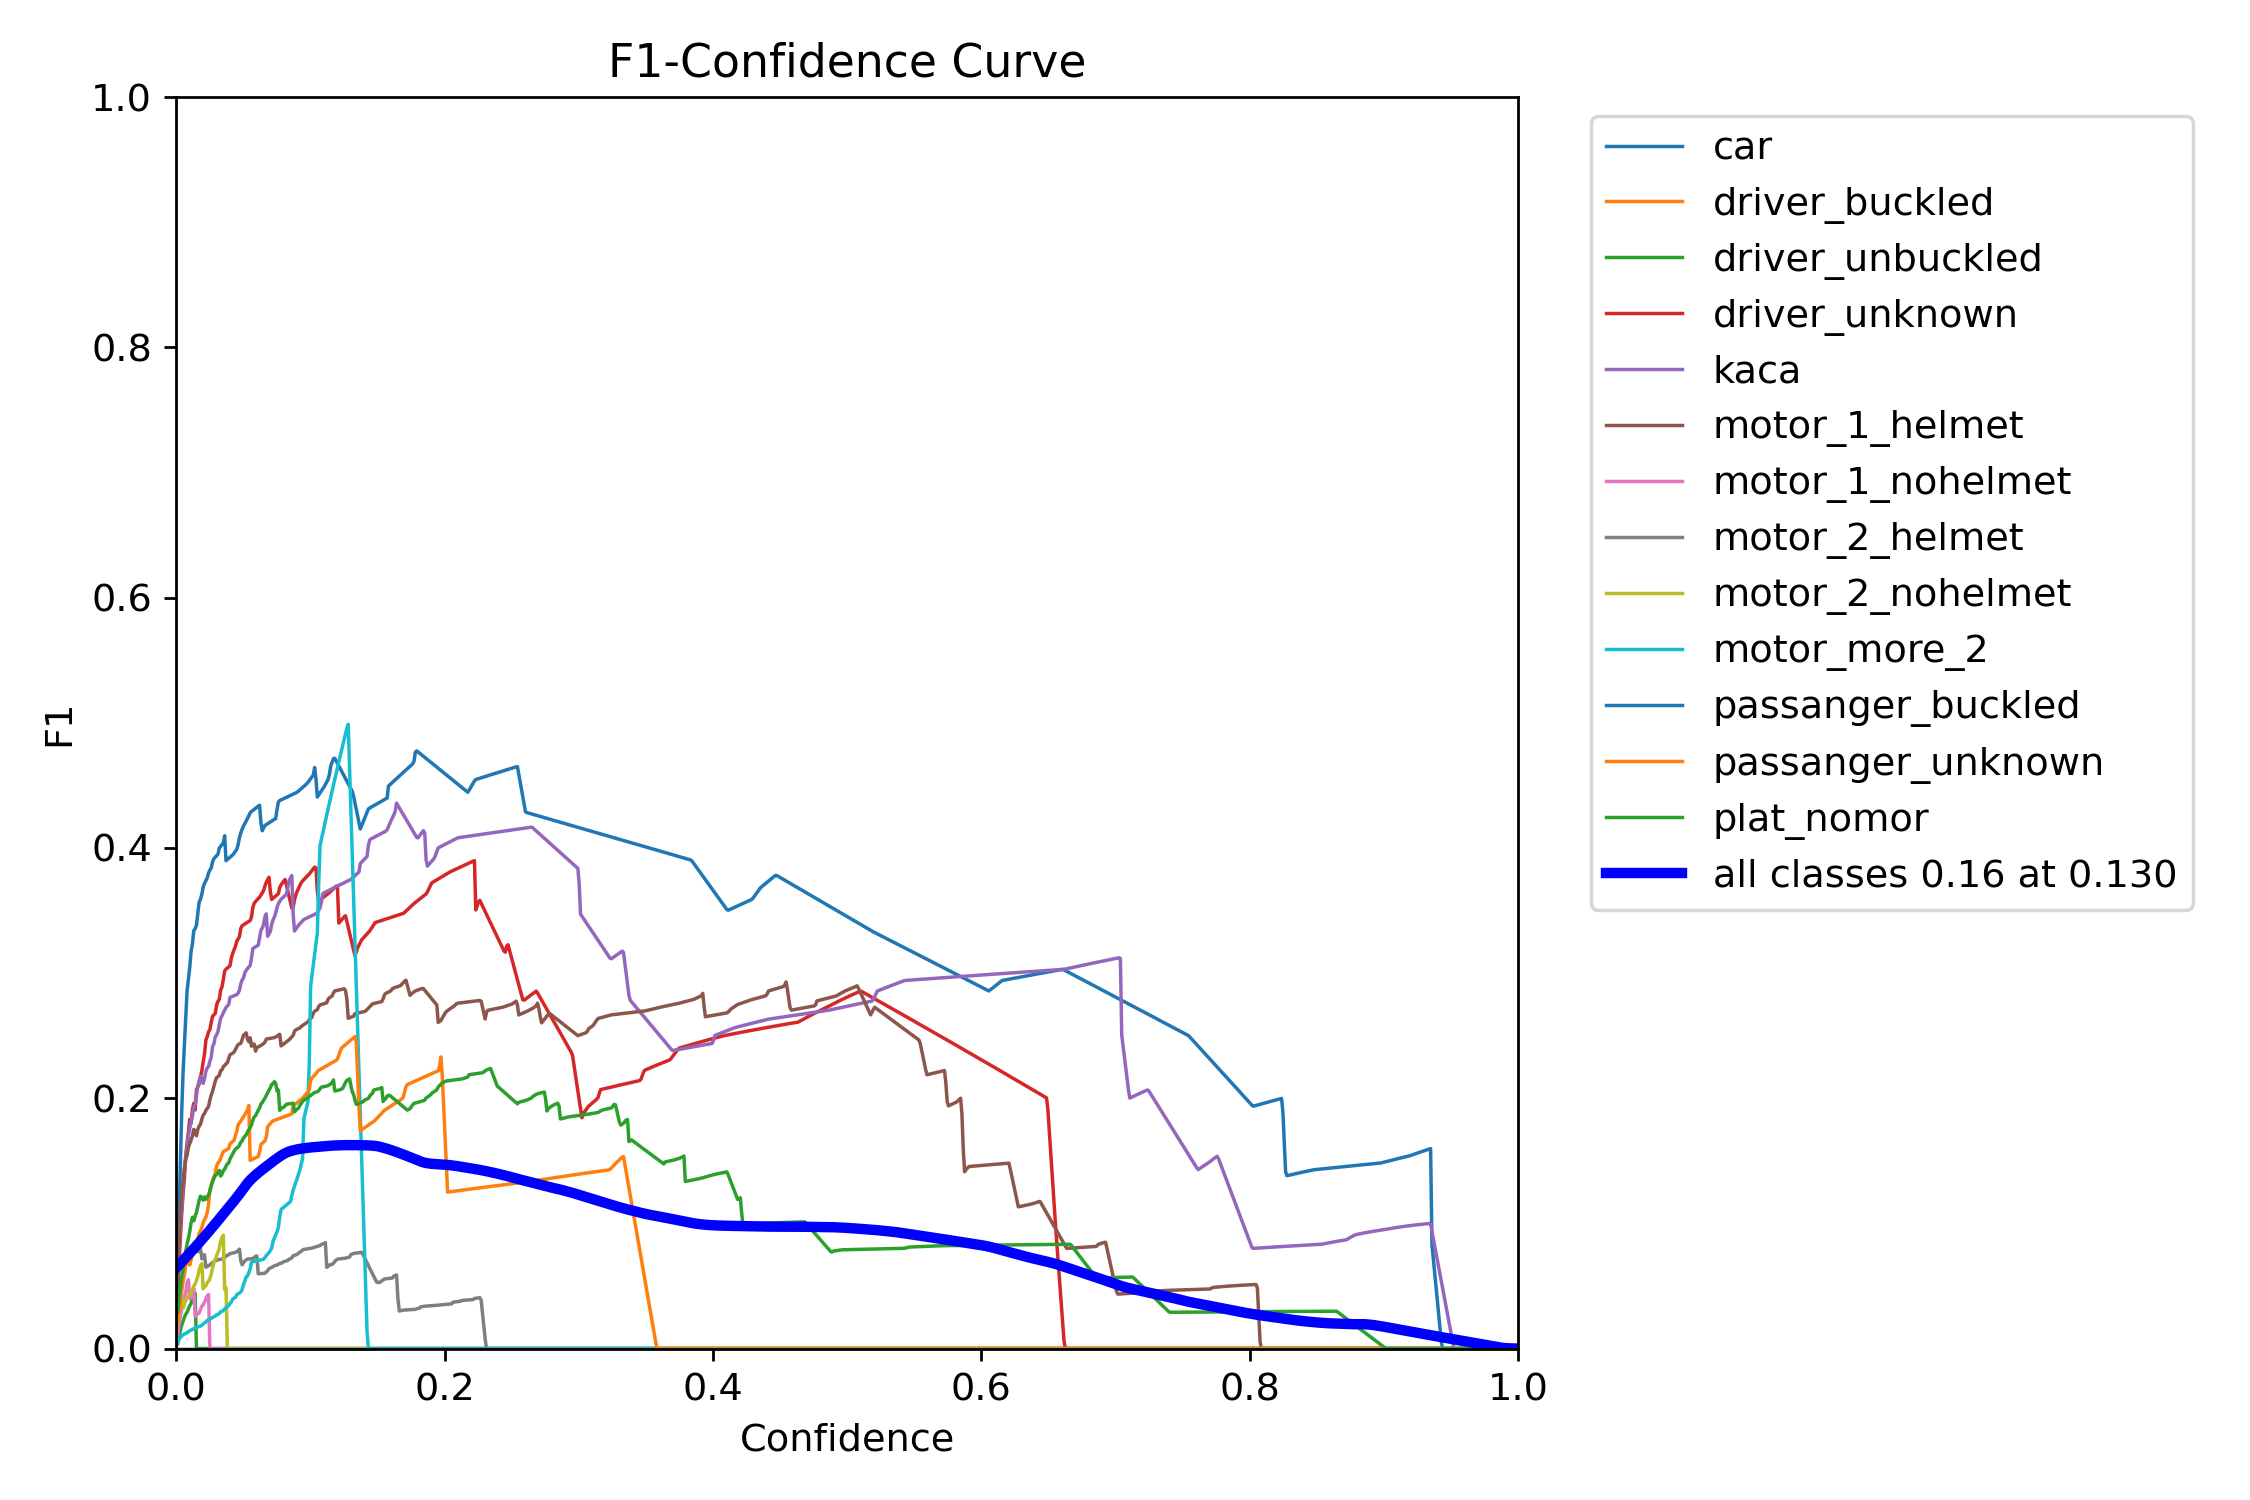 F1-Confidence Curve
1.0
0.8
0.6
0.4
0.2
0.0
F1
0.0 0.2 0.4 0.6 0.8 1.0
Confidence
car
driver_buckled
driver_unbuckled
driver_unknown
kaca
motor_1_helmet
motor_1_nohelmet
motor_2_helmet
motor_2_nohelmet
motor_more_2
passanger_buckled
passanger_unknown
plat_nomor
all classes 0.16 at 0.130